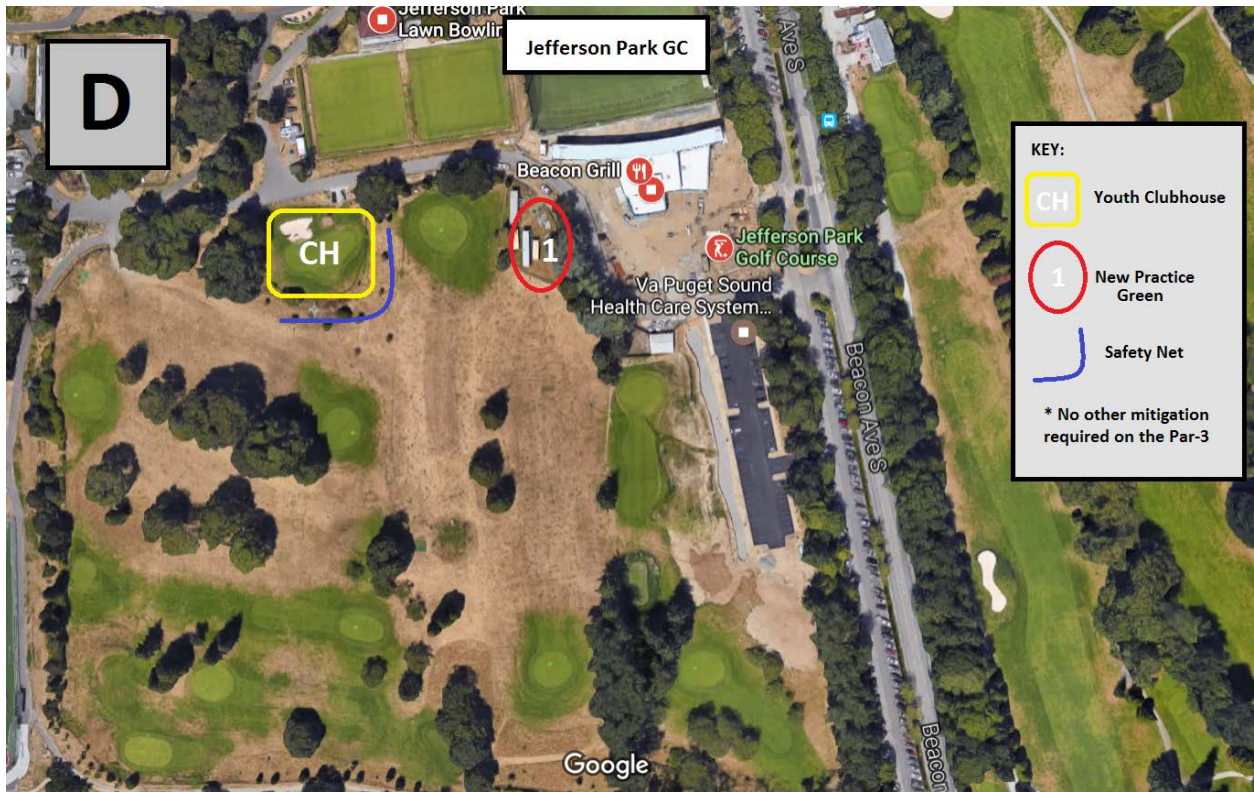 Jefferson Park
Lawn Bowlin
Jefferson Park GC
D
Ave S
KEY:
CH
Youth Clubhouse
1
New Practice
Green
Safety Net
* No other mitigation
required on the Par-3
Beacon Grill
CH
1
Jefferson Park
Golf Course
Va Puget Sound
Health Care System...
Beacon Ave S
Beacon
Google